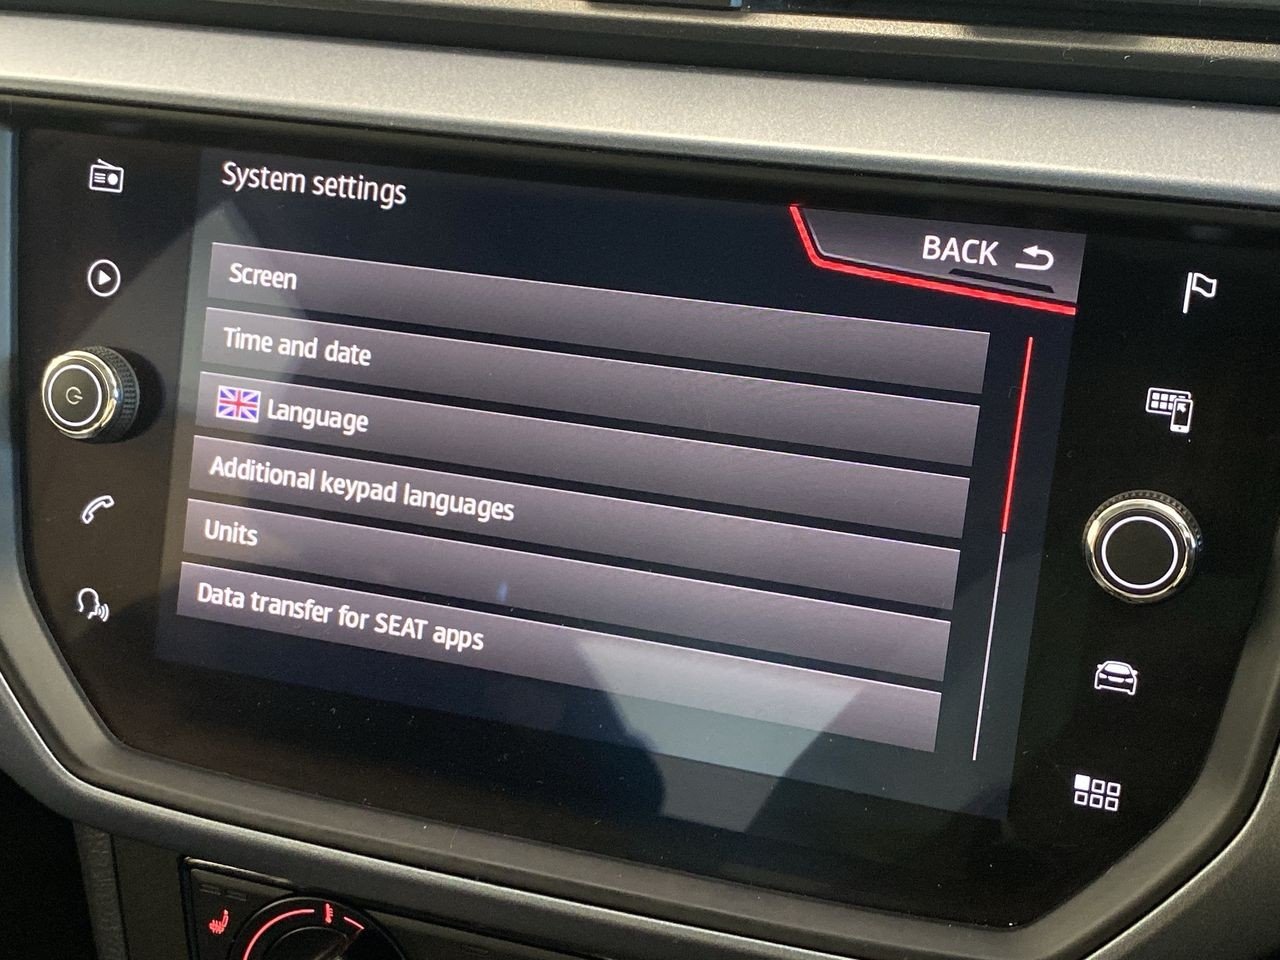 System settings
BACK
Screen
Time and date
Language
Additional keypad languages
Units
Data transfer for SEAT apps